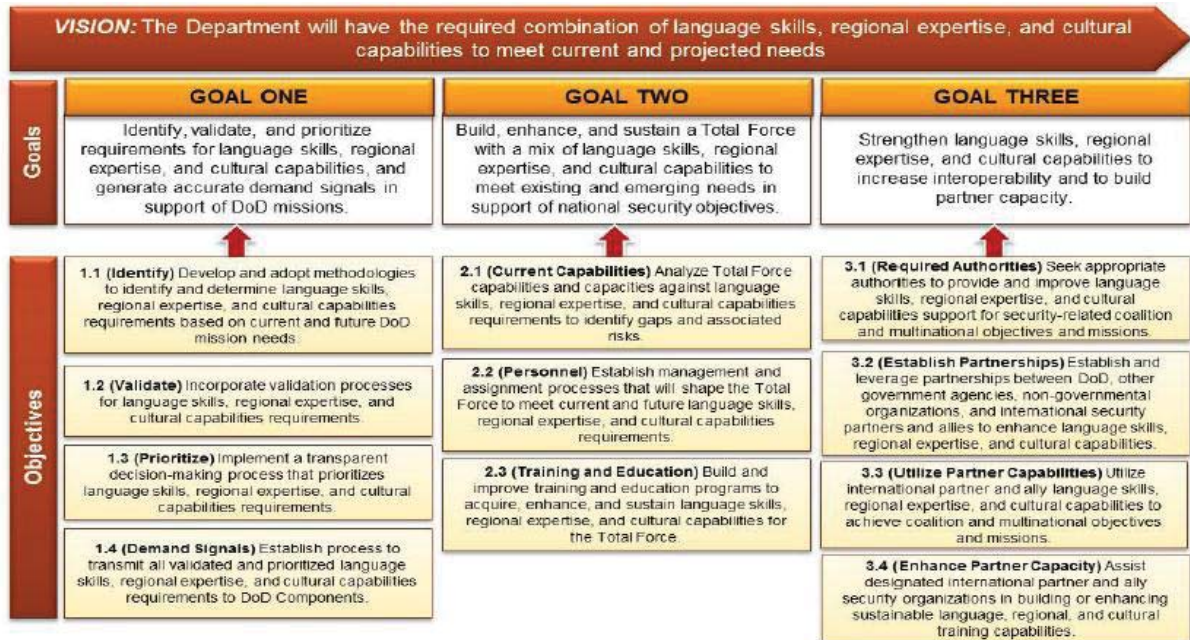 VISION: The Department will have the required combination of language skills, regional expertise, and cultural
capabilities to meet current and projected needs
Goals
GOAL ONE
Identify, validate, and prioritize
requirements for language skills, regional
expertise, and cultural capabilities, and
generate accurate demand signals in
support of DoD missions.
GOAL TWO
Build, enhance, and sustain a Total Force
with a mix of language skills, regional
expertise, and cultural capabilities to
meet existing and emerging needs in
support of national security objectives.
GOAL THREE
Strengthen language skills, regional
expertise, and cultural capabilities to
increase interoperability and to build
partner capacity.
Objectives
1.1 (Identify) Develop and adopt methodologies
to identify and determine language skills,
regional expertise, and cultural capabilities
requirements based on current and future DoD
mission needs.
1.2 (Validate) Incorporate validation processes
for language skills, regional expertise, and
cultural capabilities requirements.
1.3 (Prioritize) Implement a transparent
decision-making process that prioritizes
language skills, regional expertise, and cultural
capabilities requirements.
1.4 (Demand Signals) Establish process to
transmit all validated and prioritized language
skills, regional expertise, and cultural capabilities
requirements to DoD Components.
2.1 (Current Capabilities) Analyze Total Force
capabilities and capacities against language
skills, regional expertise, and cultural capabilities
requirements to identify gaps and associated
risks.
2.2 (Personnel) Establish management and
assignment processes that will shape the Total
Force to meet current and future language skills,
regional expertise, and cultural capabilities
requirements.
2.3 (Training and Education) Build and
improve training and education programs to
acquire, enhance, and sustain language skills,
regional expertise, and cultural capabilities for
the Total Force.
3.1 (Required Authorities) Seek appropriate
authorities to provide and improve language
skills, regional expertise, and cultural
capabilities support for security-related coalition
and multinational objectives and missions.
3.2 (Establish Partnerships) Establish and
leverage partnerships between DoD, other
government agencies, non-governmental
organizations, and international security
partners and allies to enhance language skills,
regional expertise, and cultural capabilities.
3.3 (Utilize Partner Capabilities) Utilize
international partner and ally language skills,
regional expertise, and cultural capabilities to
achieve coalition and multinational objectives
and missions.
3.4 (Enhance Partner Capacity) Assist
designated international partner and ally
security organizations in building or enhancing
sustainable language, regional, and cultural
training capabilities.